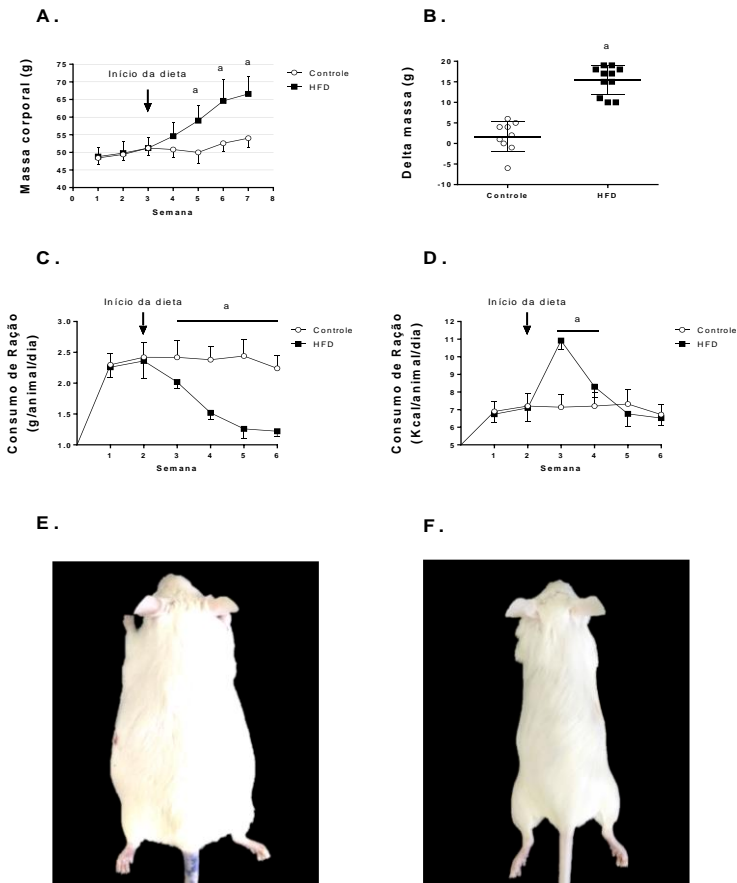 A.
Massa corporal (g)
75
70
65
60
55
50
45
40
0 1 2 3 4 5 6 7 8
Semana
Início da dieta
a
a
a
Controle
HFD
B.
Delta massa (g)
20
15
10
5
0
-5
-10
a
Controle HFD
C.
Consumo de Ração
(g/animal/dia)
3.0
2.5
2.0
1.5
1.0
1 2 3 4 5 6
Semana
Início da dieta
a
Controle
HFD
D.
Consumo de Ração
(Kcal/animal/dia)
12
11
10
9
8
7
6
5
1 2 3 4 5 6
Semana
Início da dieta
a
Controle
HFD
E.
F.